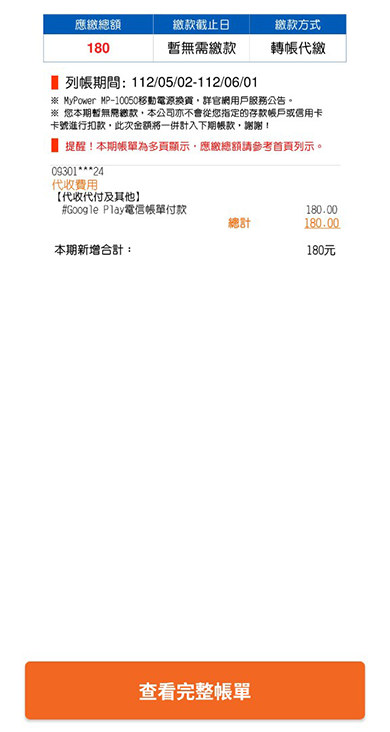 應繳總額 繳款截止日 繳款方式
180 暫無需繳款 轉帳代繳
列帳期間: 112/05/02-112/06/01
※ MyPower MP-10050移動電源換貨，詳官網用戶服務公告。
※ 您本期暫無需繳款，本公司亦不會從您指定的存款帳戶或信用卡
卡號進行扣款，此次金額將一併計入下期帳款，謝謝！
提醒！本期帳單為多頁顯示，應繳總額請參考首頁列示。
09301***24
代收費用
【代收代付及其他】
#Google Play電信帳單付款 180.00
總計 180.00
本期新增合計： 180元
查看完整帳單